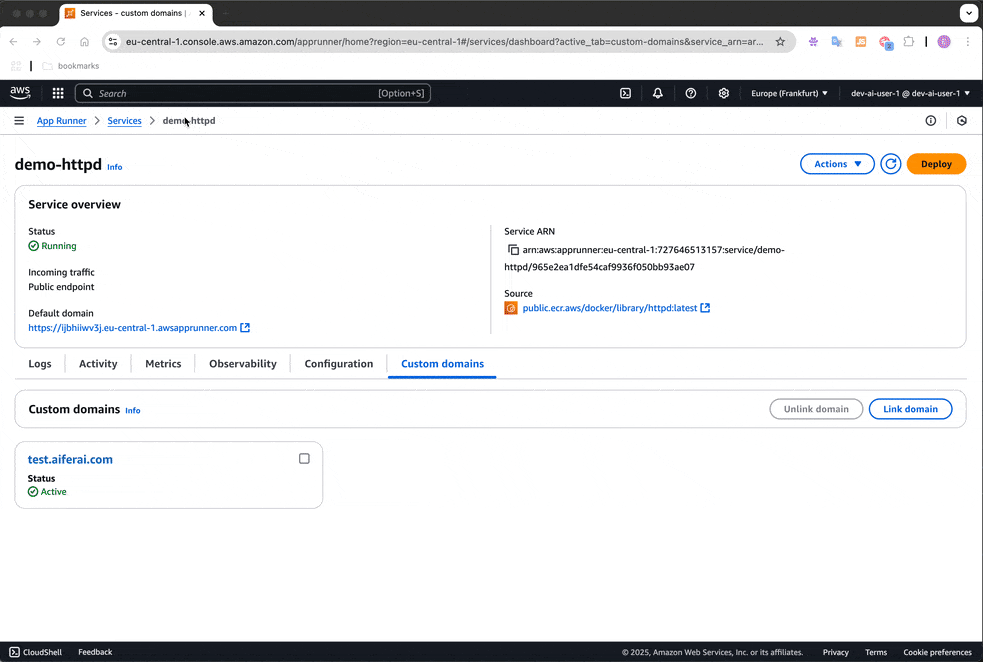 Services - custom domains |
eu-central-1.console.aws.amazon.com/apprunner/home?region=eu-central-1#/services/dashboard?active_tab=custom-domains&service_arn=ar...
bookmarks
aws Search [Option+S] Europe (Frankfurt) dev-ai-user-1 @ dev-ai-user-1
App Runner Services demo-httpd
demo-httpd Info Actions Deploy
Service overview
Status
Running
Incoming traffic
Public endpoint
Default domain
https://ijbhiiwv3j.eu-central-1.awsapprunner.com
Service ARN
arn:aws:apprunner:eu-central-1:727646513157:service/demo-
httpd/965e2ea1dfe54caf9936f050bb93ae07
Source
public.ecr.aws/docker/library/httpd:latest
Logs Activity Metrics Observability Configuration Custom domains
Custom domains Info Unlink domain Link domain
test.aiferai.com
Status
Active
CloudShell Feedback © 2025, Amazon Web Services, Inc. or its affiliates. Privacy Terms Cookie preferences